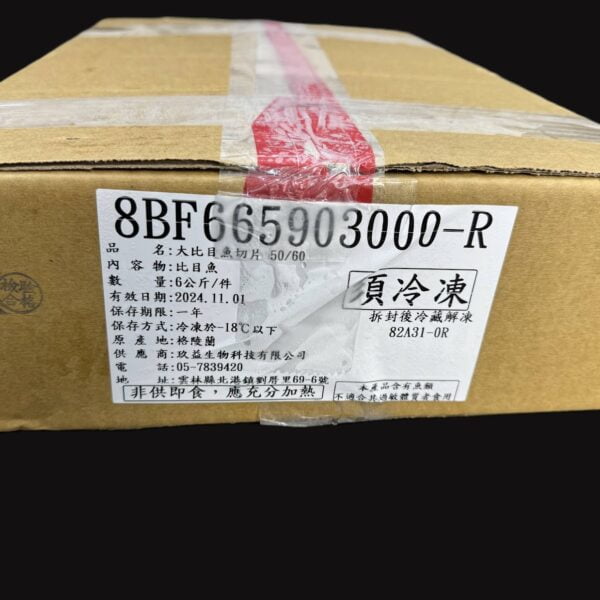 8BF665903000-R
品名:大比目魚切片 50/60
內容物:比目魚
數量:6公斤/件
有效日期:2024.11.01
保存期限:一年
保存方式:冷凍於-18℃以下
原產地:格陵蘭
供應商:玖益生物科技有限公司
電話:05-7839420
地址:雲林縣北港鎮劉厝里69-6號
非供即食，應充分加熱
須冷凍
拆封後冷藏解凍
82A31-0R
本產品含有魚類
不適合其過敏體質者食用